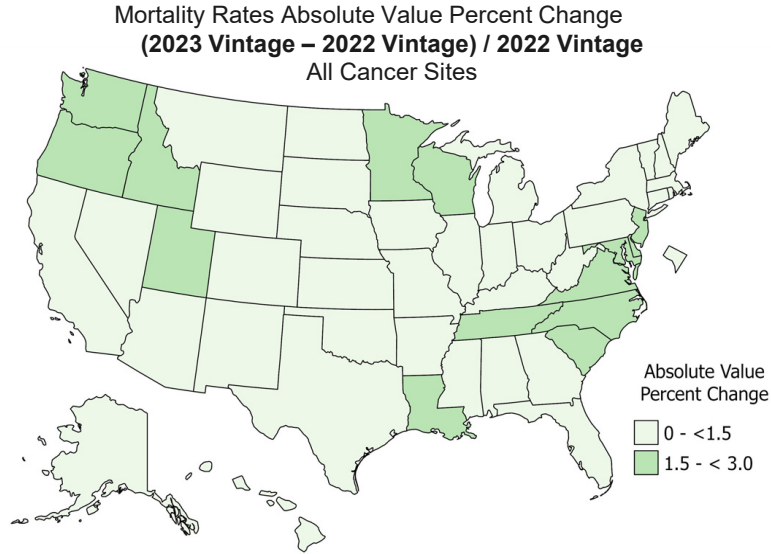 Mortality Rates Absolute Value Percent Change
(2023 Vintage – 2022 Vintage) / 2022 Vintage
All Cancer Sites
Absolute Value
Percent Change
0 - <1.5
1.5 - < 3.0